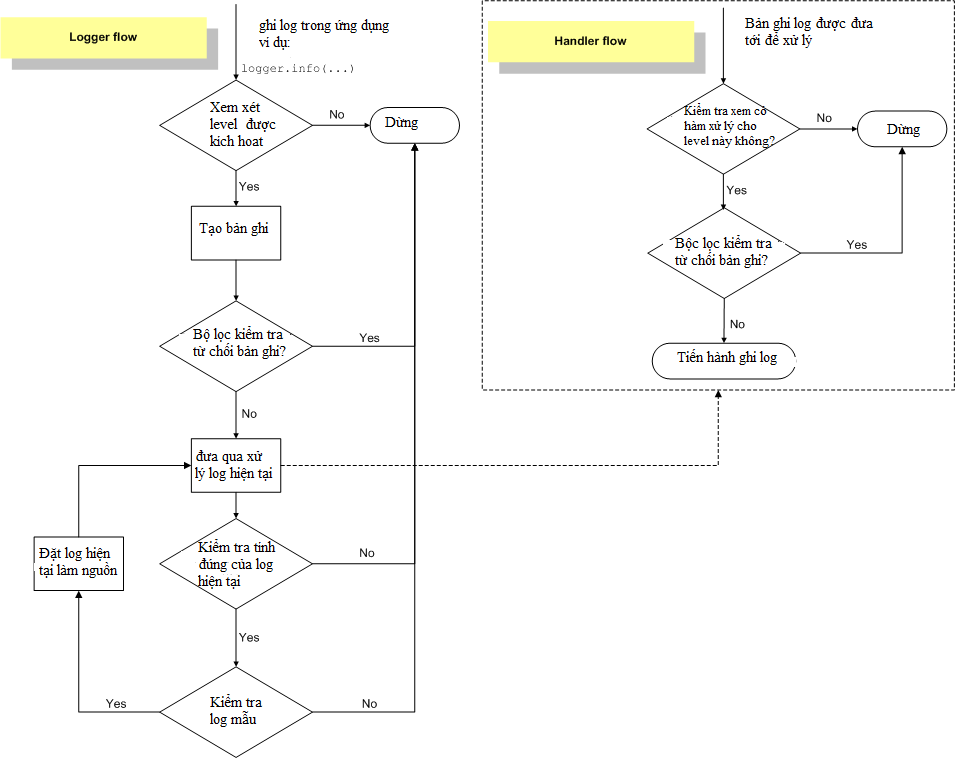 Logger flow
ghi log trong ứng dụng
ví dụ:
logger.info(...)
Xem xét
level được
kích hoat
No
Dừng
Yes
Tạo bản ghi
Bộ lọc kiểm tra
từ chối bản ghi?
Yes
No
đưa qua xử
lý log hiện tại
Kiểm tra tính
đúng của log
hiện tại
No
Đặt log hiện
tại làm nguồn
Yes
Kiểm tra
log mẫu
Yes
No
Handler flow
Bản ghi log được đưa
tới để xử lý
Kiểm tra xem có
hàm xử lý cho
level này không?
No
Dừng
Yes
Bộc lọc kiểm tra
từ chối bản ghi?
Yes
No
Tiến hành ghi log